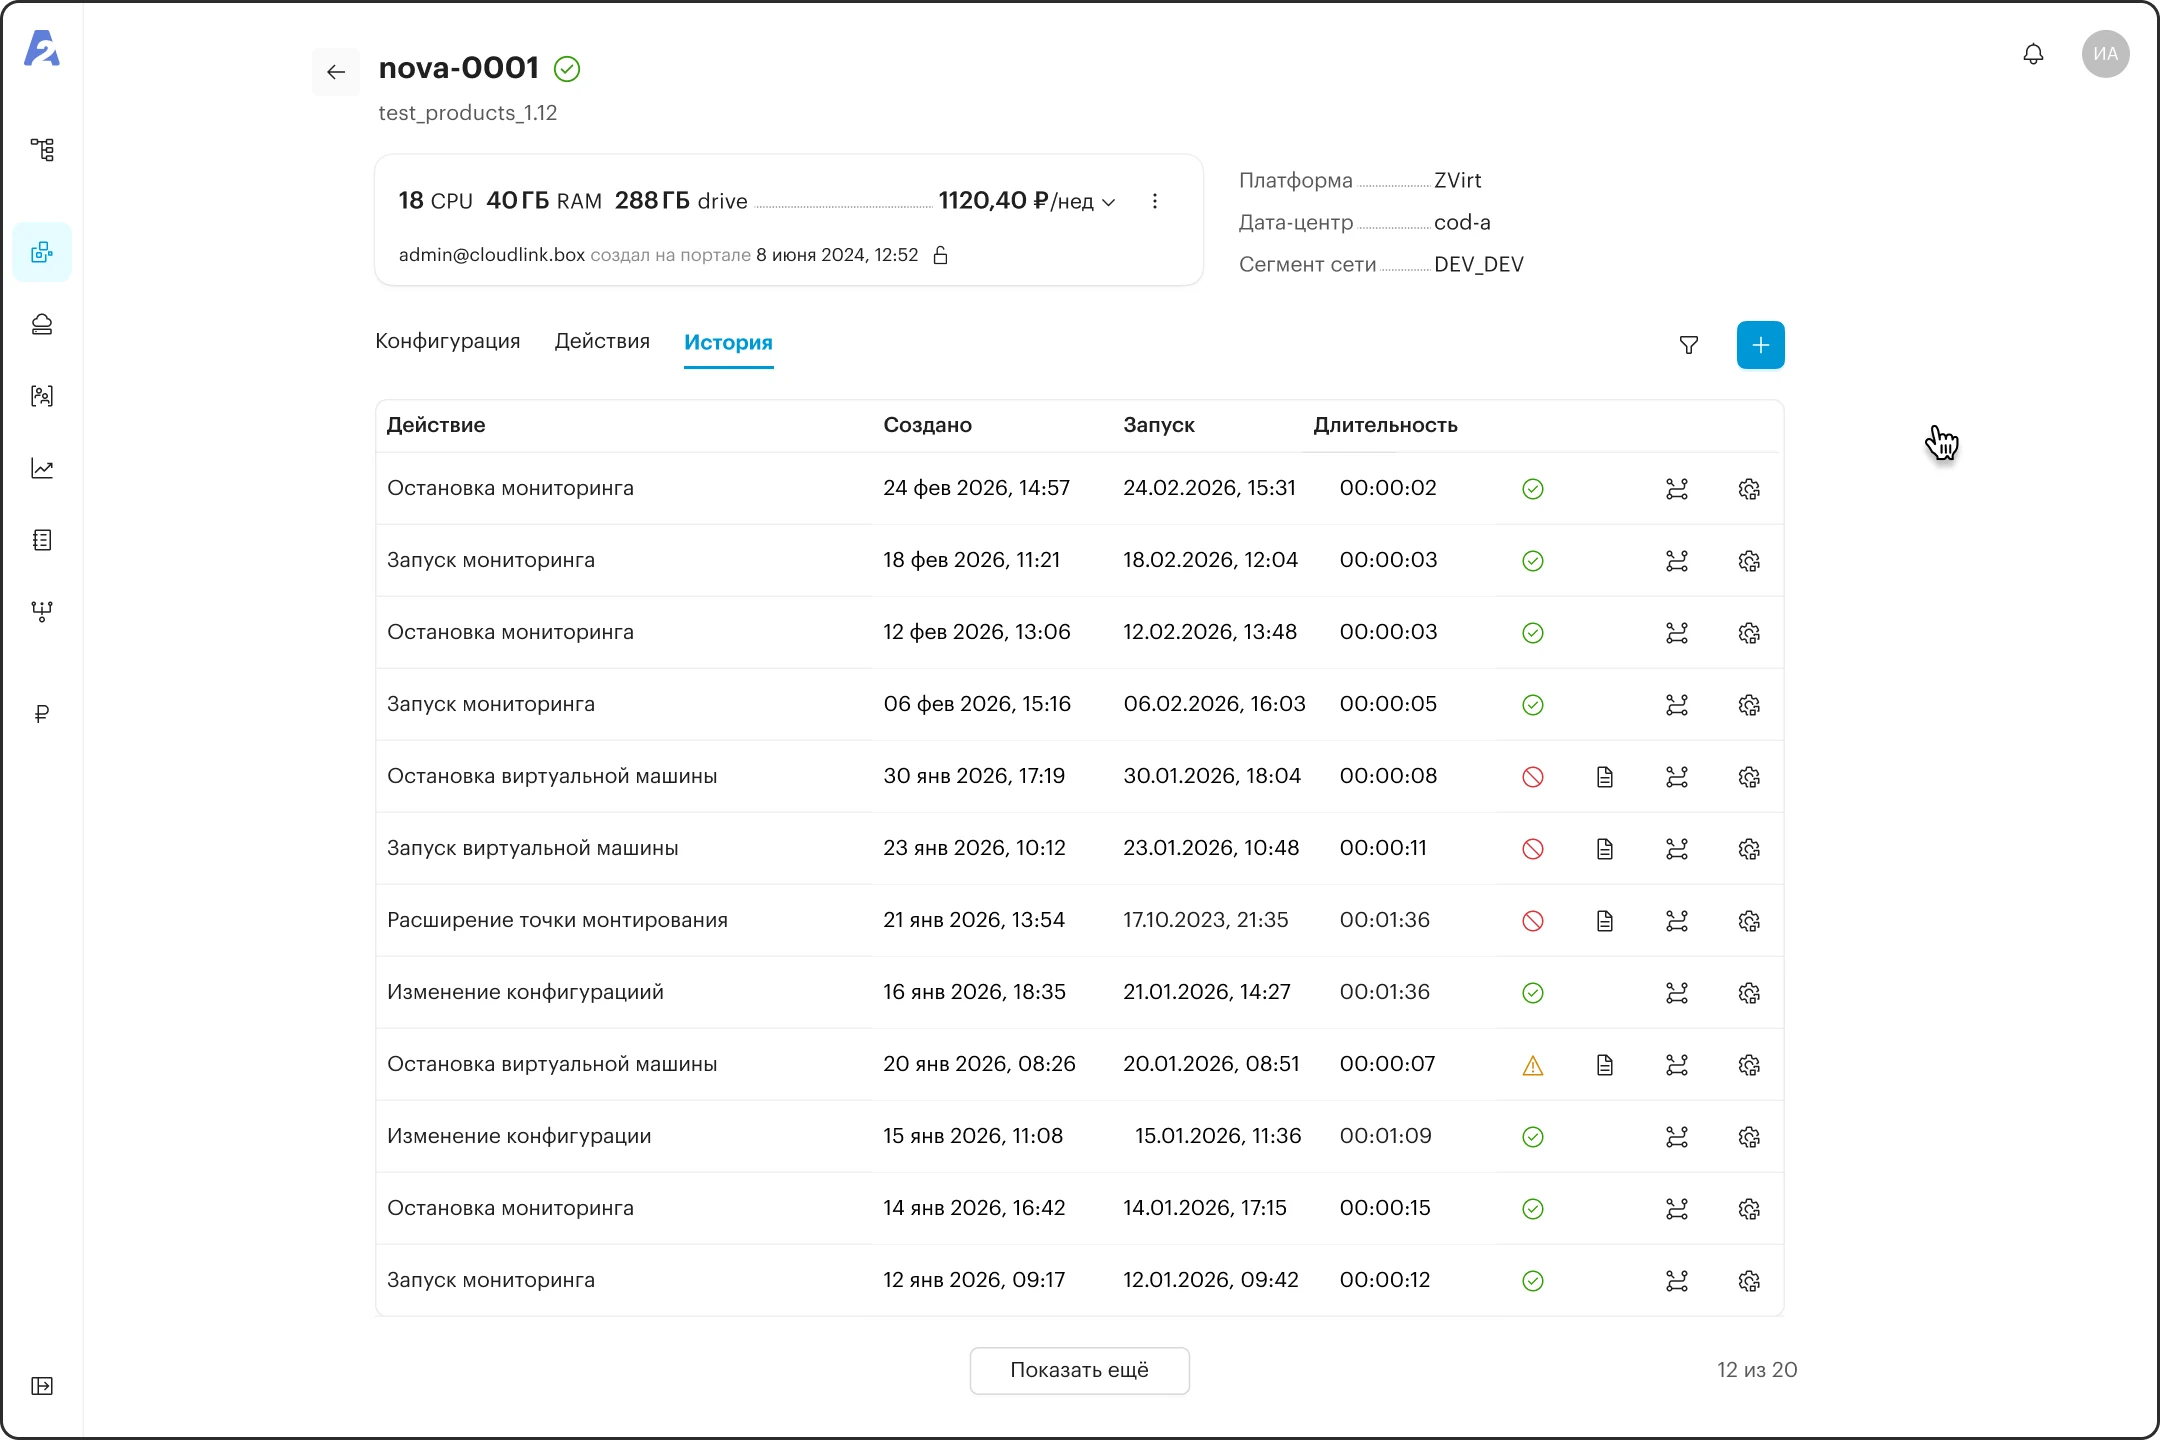 nova-0001
ИА
test_products_1.12
18 CPU 40 ГБ RAM 288 ГБ drive 1120,40 ₽/нед
admin@cloudlink.box создал на портале 8 июня 2024, 12:52
Платформа ZVirt
Дата-центр cod-a
Сегмент сети DEV_DEV
Конфигурация Действия История
Действие Создано Запуск Длительность
Остановка мониторинга 24 фев 2026, 14:57 24.02.2026, 15:31 00:00:02
Запуск мониторинга 18 фев 2026, 11:21 18.02.2026, 12:04 00:00:03
Остановка мониторинга 12 фев 2026, 13:06 12.02.2026, 13:48 00:00:03
Запуск мониторинга 06 фев 2026, 15:16 06.02.2026, 16:03 00:00:05
Остановка виртуальной машины 30 янв 2026, 17:19 30.01.2026, 18:04 00:00:08
Запуск виртуальной машины 23 янв 2026, 10:12 23.01.2026, 10:48 00:00:11
Расширение точки монтирования 21 янв 2026, 13:54 17.10.2023, 21:35 00:01:36
Изменение конфигурациий 16 янв 2026, 18:35 21.01.2026, 14:27 00:01:36
Остановка виртуальной машины 20 янв 2026, 08:26 20.01.2026, 08:51 00:00:07
Изменение конфигурации 15 янв 2026, 11:08 15.01.2026, 11:36 00:01:09
Остановка мониторинга 14 янв 2026, 16:42 14.01.2026, 17:15 00:00:15
Запуск мониторинга 12 янв 2026, 09:17 12.01.2026, 09:42 00:00:12
Показать ещё
12 из 20